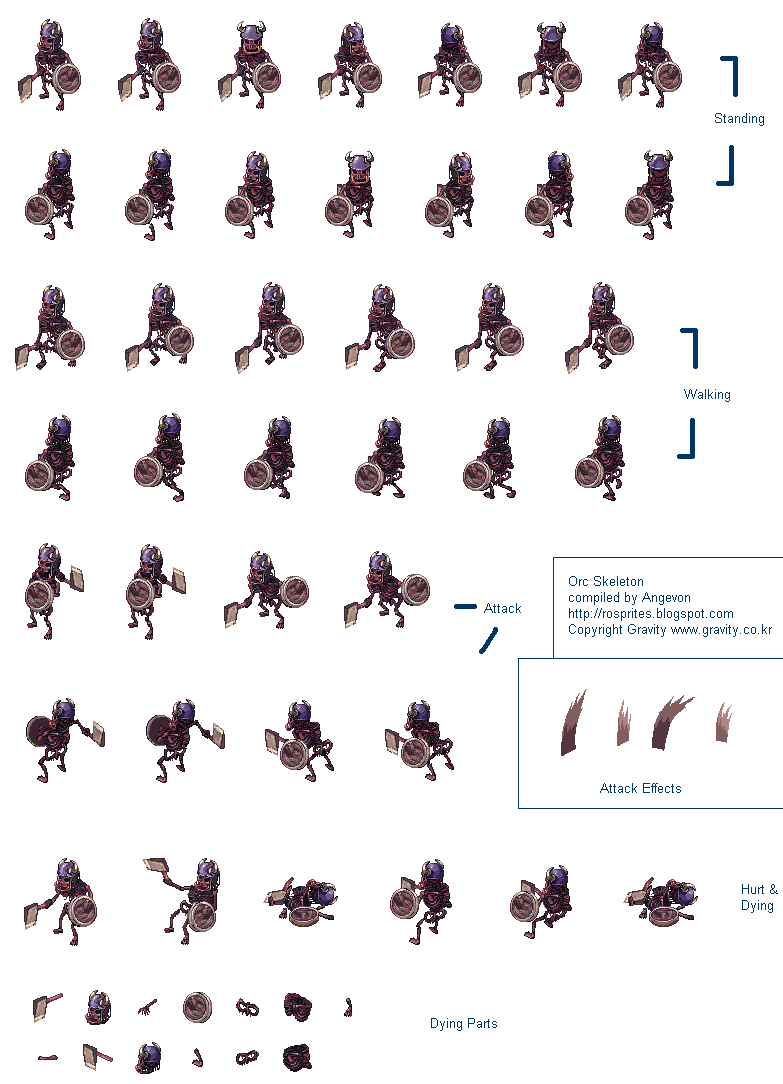 Standing
Walking
Attack
Orc Skeleton
compiled by Angevon
http://rosprites.blogspot.com
Copyright Gravity www.gravity.co.kr
Attack Effects
Hurt &
Dying
Dying Parts